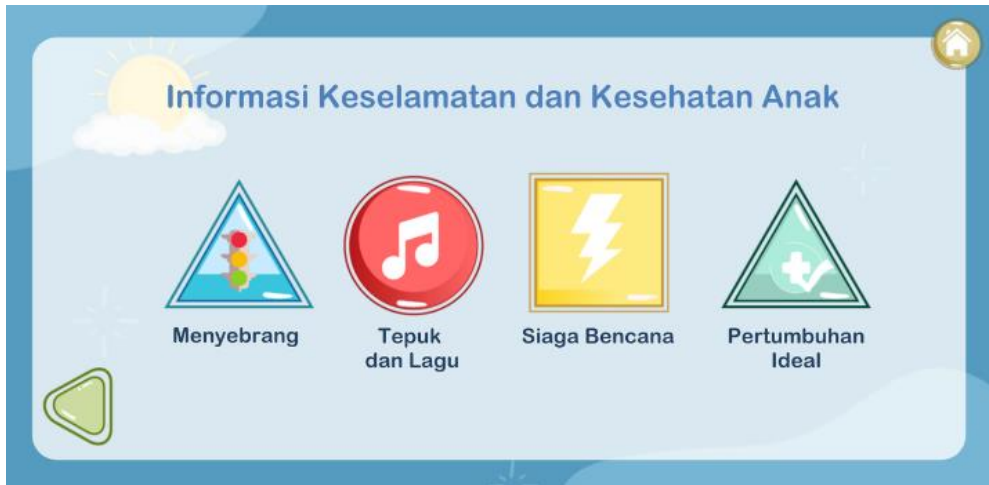 Informasi Keselamatan dan Kesehatan Anak
Menyebrang
Tepuk
dan Lagu
Siaga Bencana
Pertumbuhan
Ideal